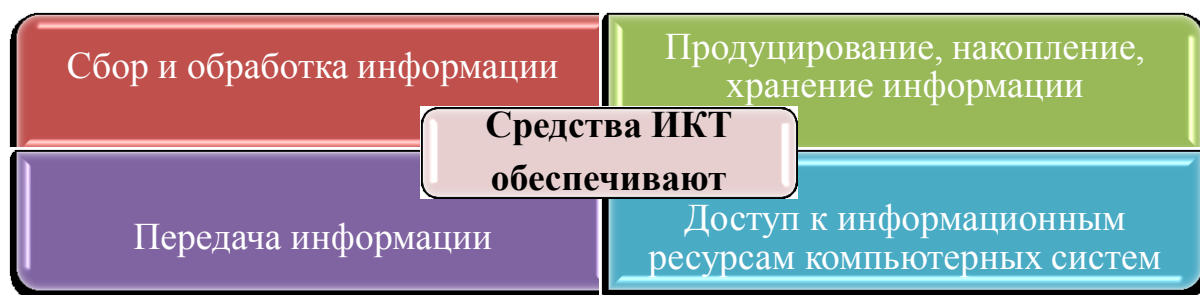 Сбор и обработка информации
Продуцирование, накопление,
хранение информации
Средства ИКТ
обеспечивают
Передача информации
Доступ к информационным
ресурсам компьютерных систем